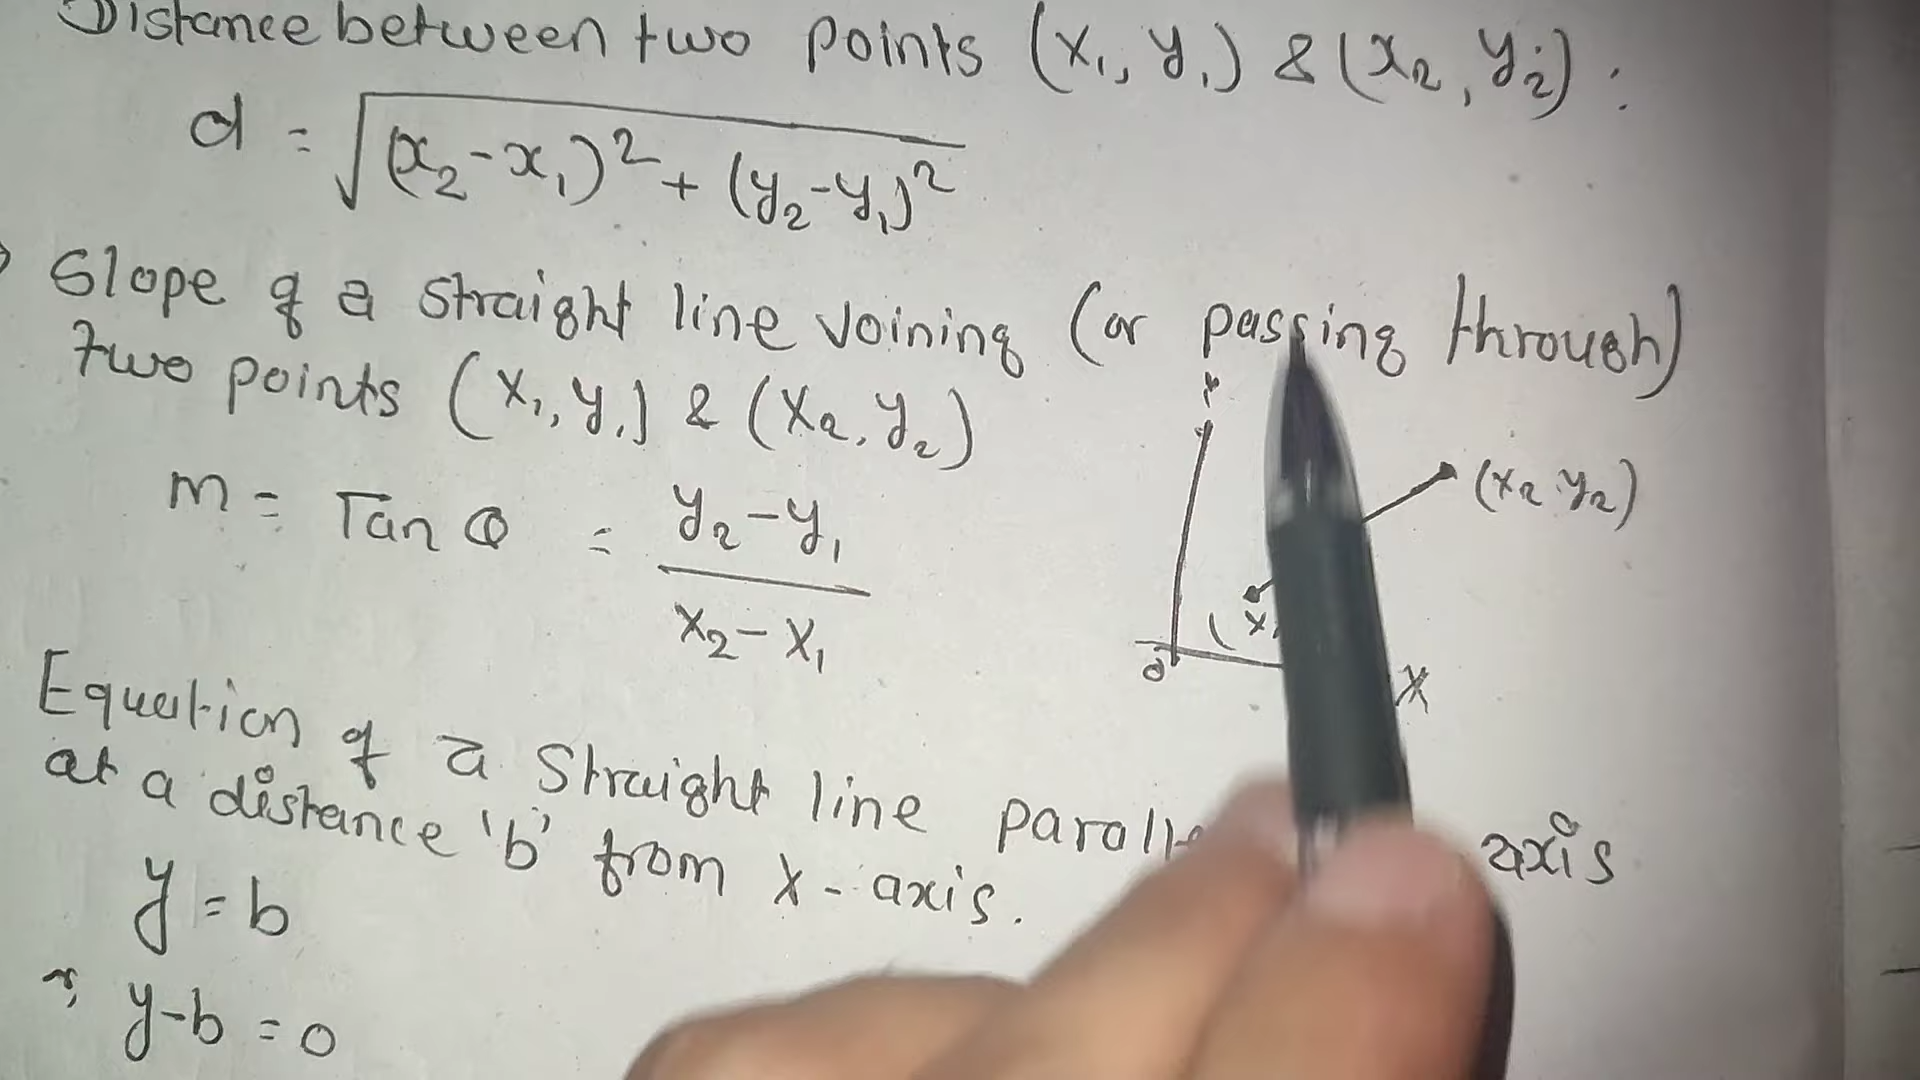 Distance between two points (x₁, y₁) & (x₂, y₂) :
d = √(x₂-x₁)² + (y₂-y₁)²
Slope of a straight line joining (or passing through)
two points (x₁, y₁) & (x₂, y₂)
m = Tan θ = y₂-y₁
x₂-x₁
(x₂ y₂)
(x
O
X
Equation of a Straight line axis
at a distance 'b' from x-axis.
y = b
y-b = 0